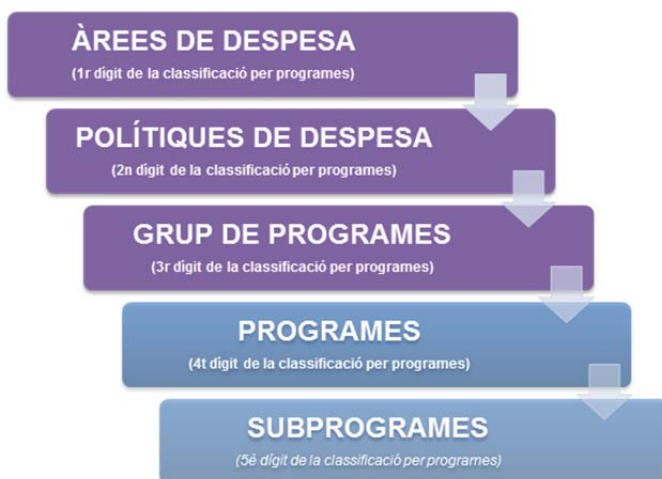 ÀREES DE DESPESA
(1r dígit de la classificació per programes)
POLÍTIQUES DE DESPESA
(2n dígit de la classificació per programes)
GRUP DE PROGRAMES
(3r dígit de la classificació per programes)
PROGRAMES
(4t dígit de la classificació per programes)
SUBPROGRAMES
(5è dígit de la classificació per programes)